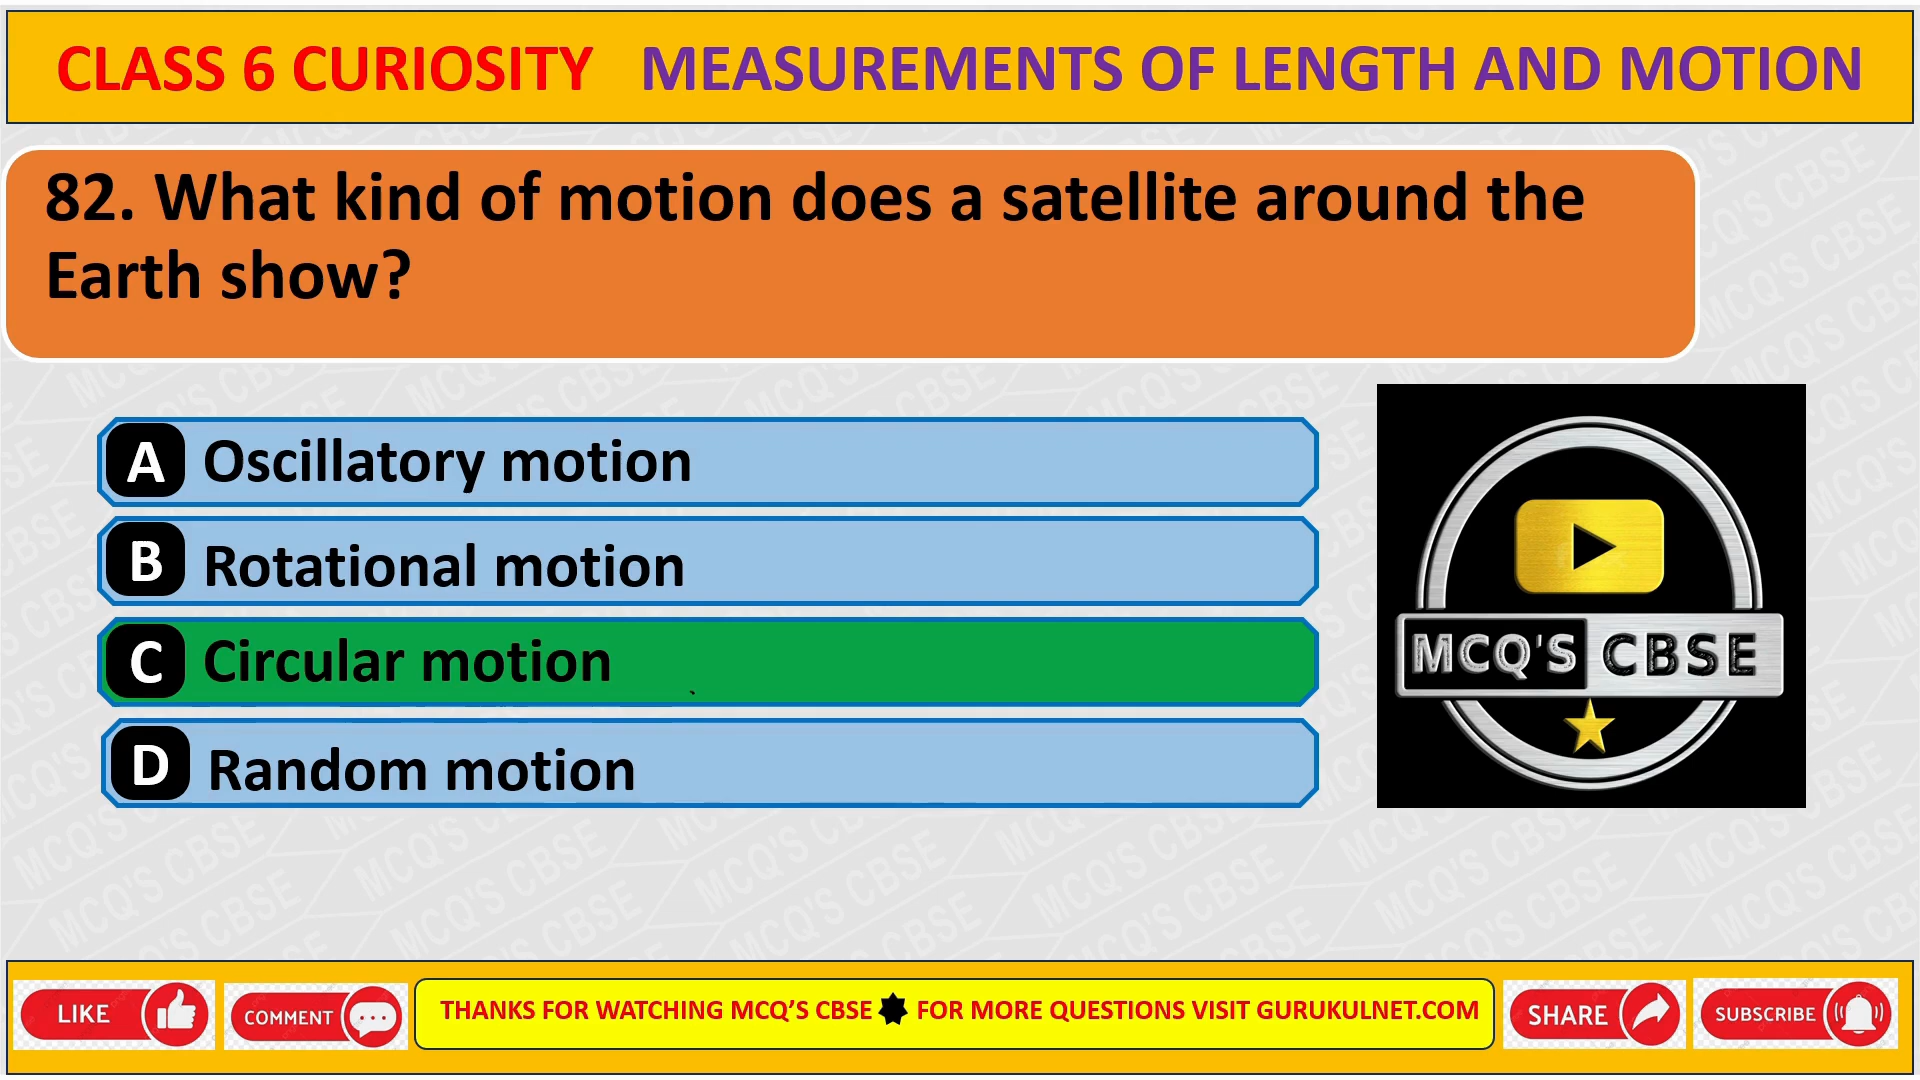 CLASS 6 CURIOSITY MEASUREMENTS OF LENGTH AND MOTION
82. What kind of motion does a satellite around the
Earth show?
A Oscillatory motion
B Rotational motion
C Circular motion
D Random motion
MCQ'S CBSE
LIKE
COMMENT
THANKS FOR WATCHING MCQ’S CBSE FOR MORE QUESTIONS VISIT GURUKULNET.COM
SHARE
SUBSCRIBE